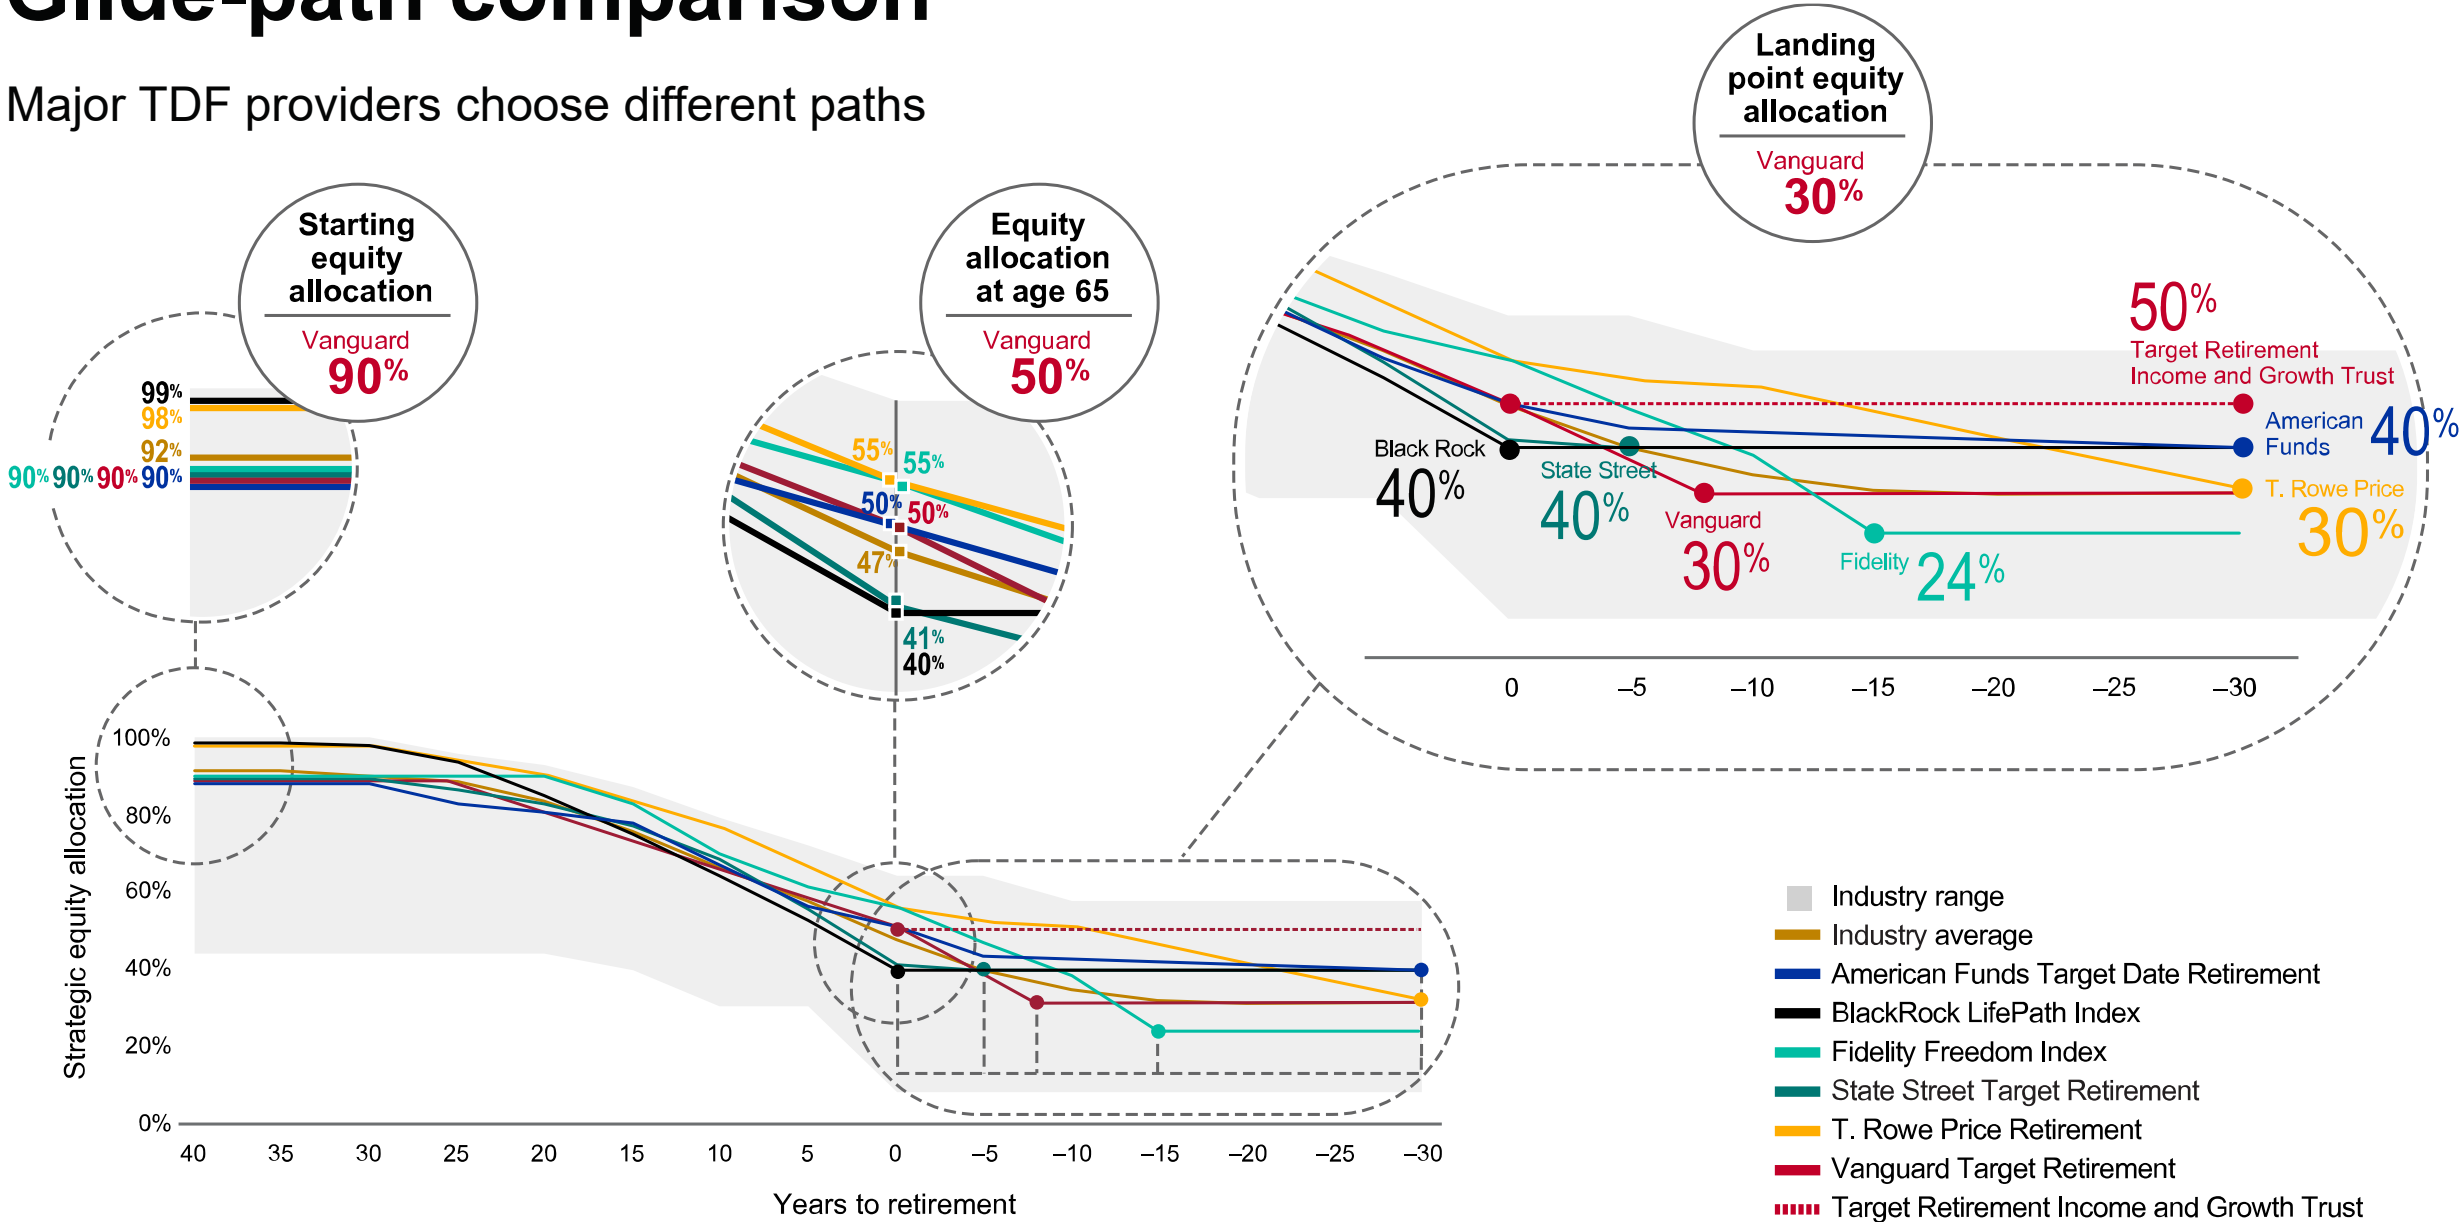 Glide-path comparison
Major TDF providers choose different paths
Starting
equity
allocation
Vanguard
90%
99%
98%
92%
90% 90% 90% 90%
Equity
allocation
at age 65
Vanguard
50%
55%
55%
50%
50%
47%
41%
40%
Landing
point equity
allocation
Vanguard
30%
50%
Target Retirement
Income and Growth Trust
American
Funds
40%
Black Rock
40%
State Street
40%
Vanguard
30%
Fidelity 24%
T. Rowe Price
30%
0 –5 –10 –15 –20 –25 –30
Strategic equity allocation
100%
80%
60%
40%
20%
0%
40 35 30 25 20 15 10 5 0 –5 –10 –15 –20 –25 –30
Years to retirement
Industry range
Industry average
American Funds Target Date Retirement
BlackRock LifePath Index
Fidelity Freedom Index
State Street Target Retirement
T. Rowe Price Retirement
Vanguard Target Retirement
Target Retirement Income and Growth Trust